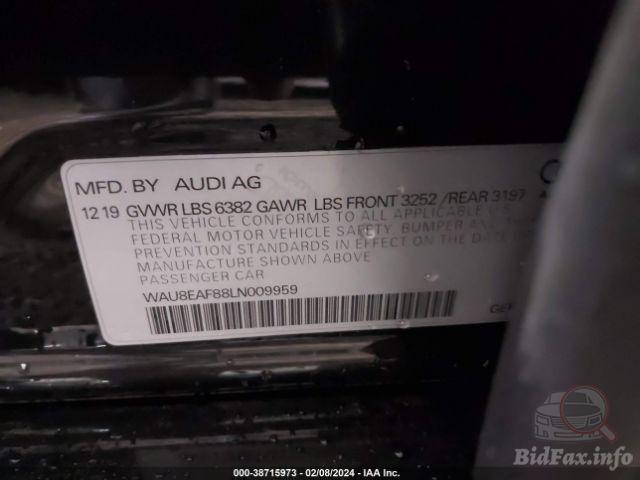 MFD. BY AUDI AG
12 19 GVWR LBS 6382 GAWR LBS FRONT 3252 /REAR 3197
THIS VEHICLE CONFORMS TO ALL APPLICABLE U.S.
FEDERAL MOTOR VEHICLE SAFETY, BUMPER AND THEFT
PREVENTION STANDARDS IN EFFECT ON THE DATE OF
MANUFACTURE SHOWN ABOVE
PASSENGER CAR
WAU8EAF88LN009959
BidFax.info
© 38715973 - 02/08/2024 - IAA Inc.